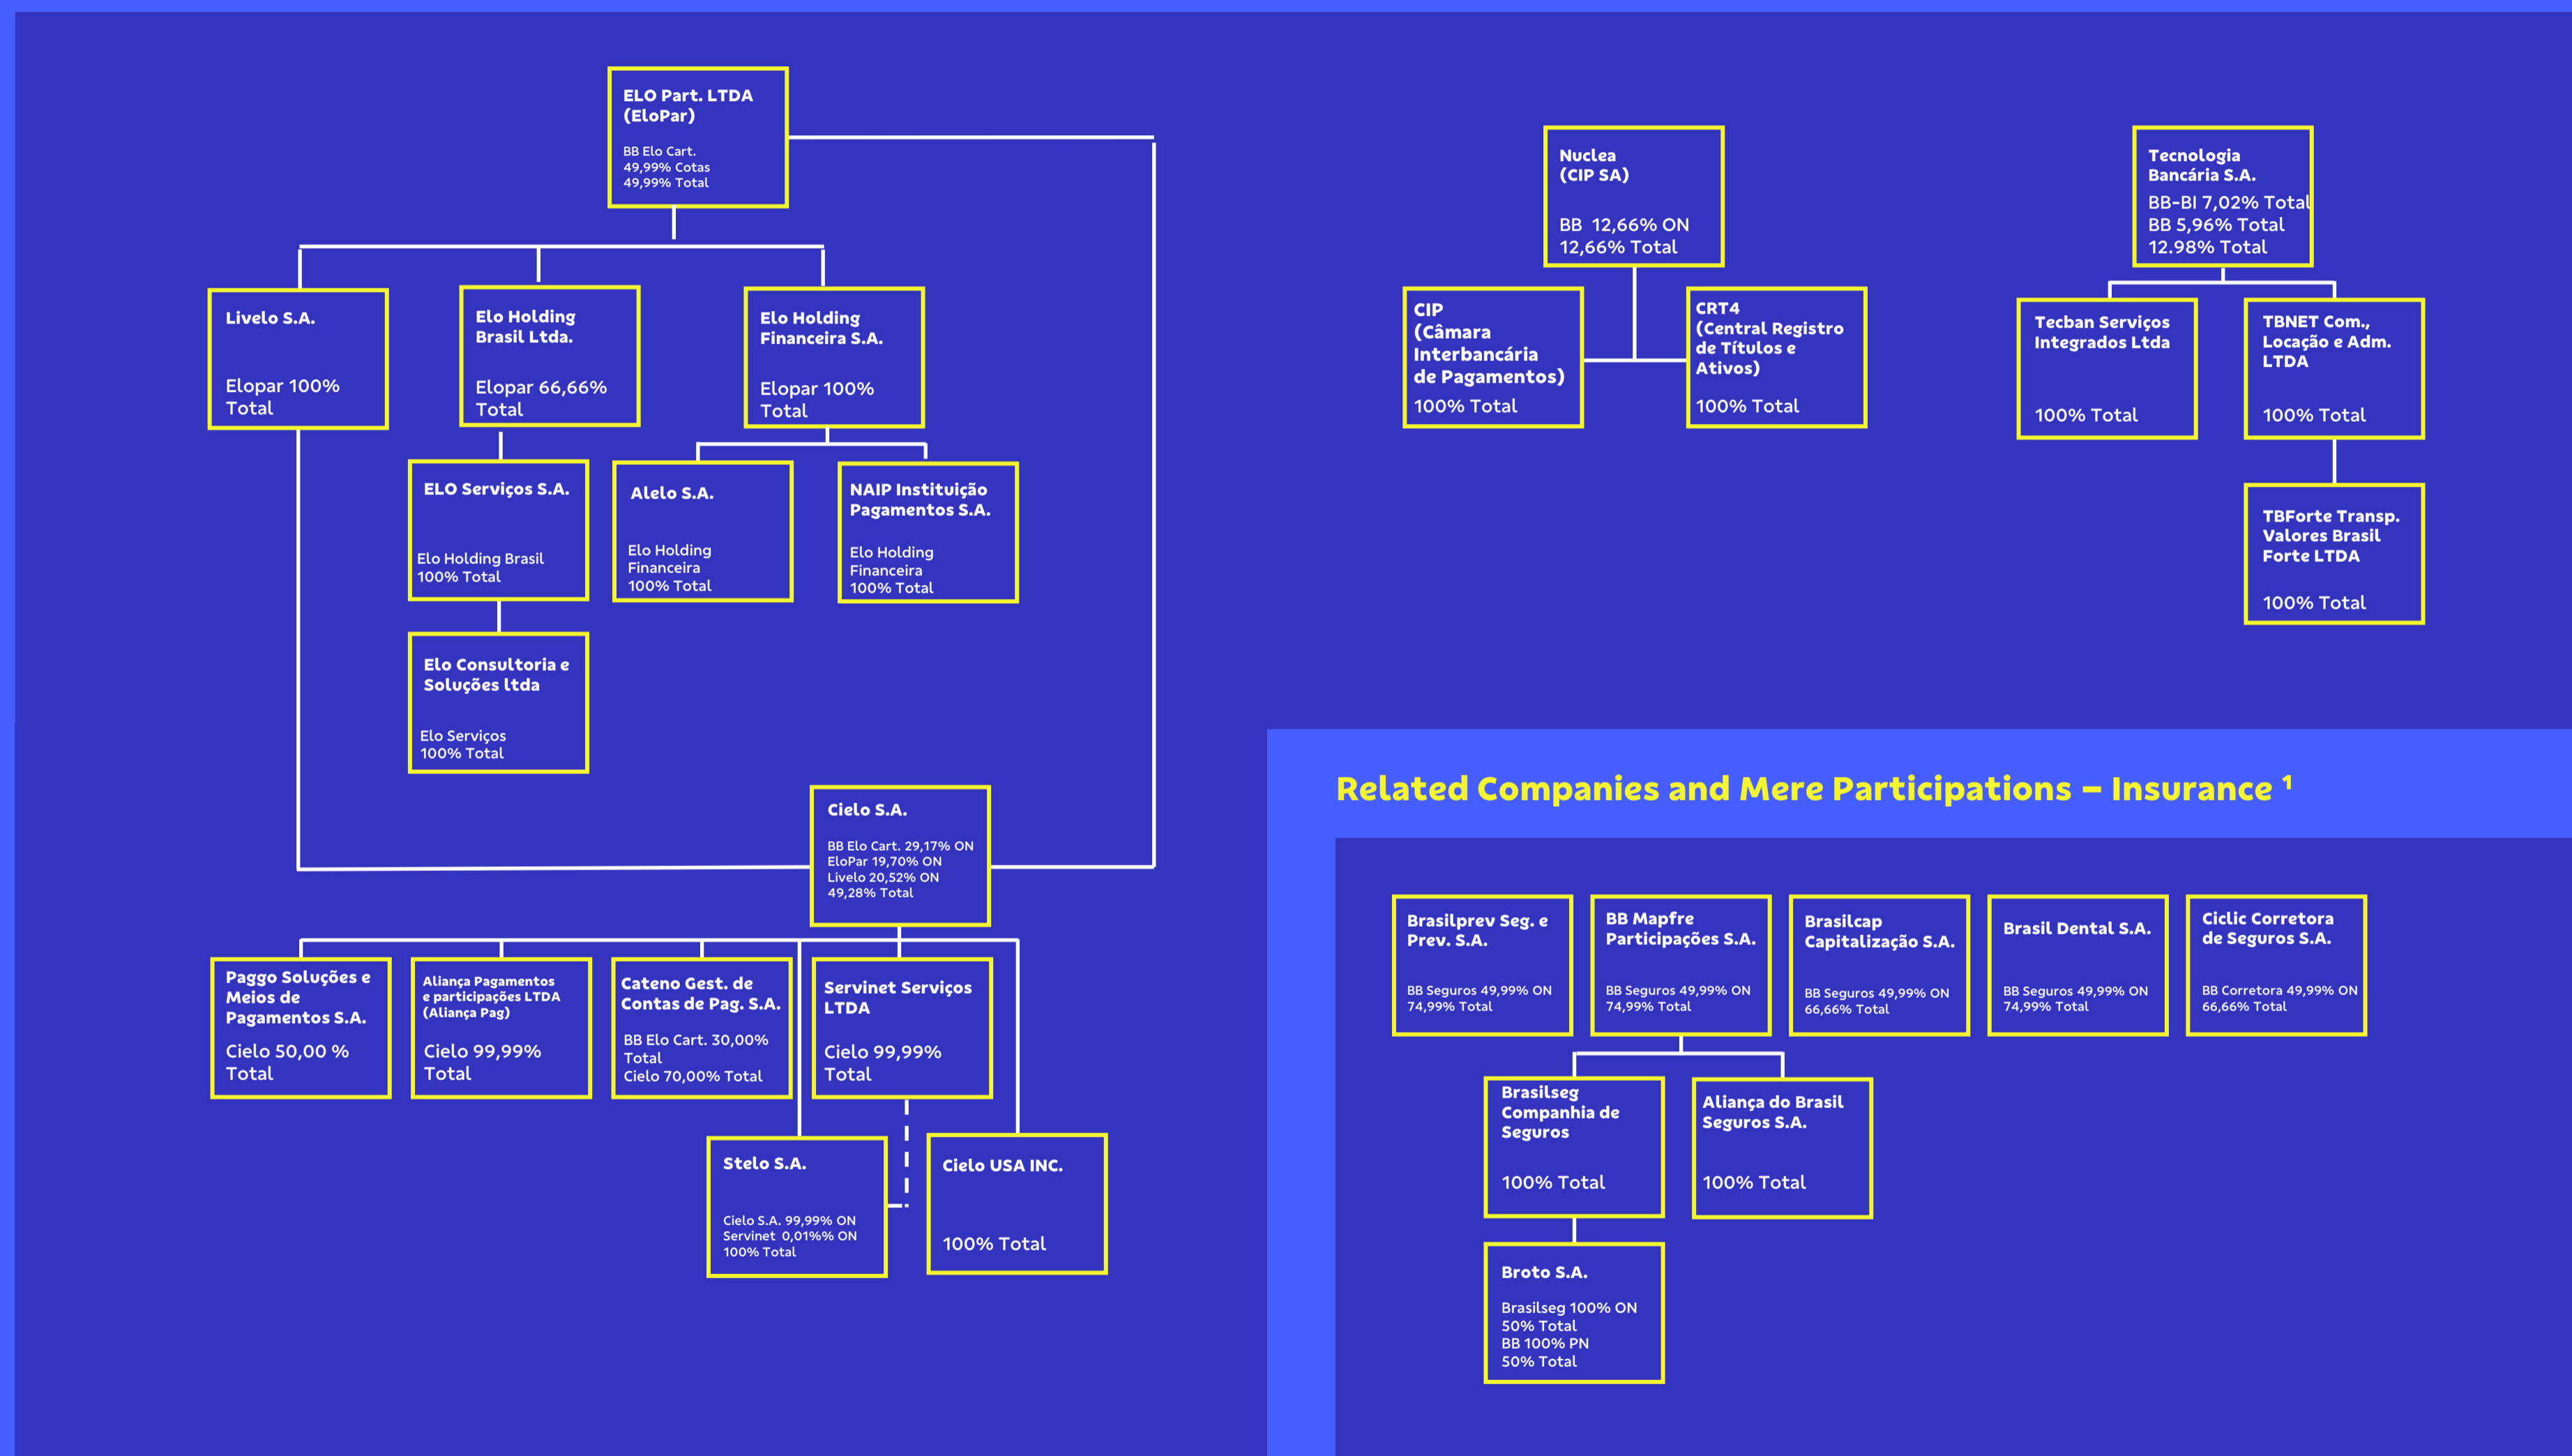 ELO Part. LTDA
(EloPar)
BB Elo Cart.
49,99% Cotas
49,99% Total
Livelo S.A.
Elopar 100%
Total
Elo Holding
Brasil Ltda.
Elopar 66,66%
Total
Elo Holding
Financeira S.A.
Elopar 100%
Total
ELO Serviços S.A.
Elo Holding Brasil
100% Total
Alelo S.A.
Elo Holding
Financeira
100% Total
NAIP Instituição
Pagamentos S.A.
Elo Holding
Financeira
100% Total
Elo Consultoria e
Soluções ltda
Elo Serviços
100% Total
Cielo S.A.
BB Elo Cart. 29,17% ON
EloPar 19,70% ON
Livelo 20,52% ON
49,28% Total
Paggo Soluções e
Meios de
Pagamentos S.A.
Cielo 50,00 %
Total
Aliança Pagamentos
e participações LTDA
(Aliança Pag)
Cielo 99,99%
Total
Cateno Gest. de
Contas de Pag. S.A.
BB Elo Cart. 30,00%
Total
Cielo 70,00% Total
Servinet Serviços
LTDA
Cielo 99,99%
Total
Stelo S.A.
Cielo S.A. 99,99% ON
Servinet 0,01%% ON
100% Total
Cielo USA INC.
100% Total
Nuclea
(CIP SA)
BB 12,66% ON
12,66% Total
CIP
(Câmara
Interbancária
de Pagamentos)
100% Total
CRT4
(Central Registro
de Títulos e
Ativos)
100% Total
Tecnologia
Bancária S.A.
BB-BI 7,02% Total
BB 5,96% Total
12.98% Total
Tecban Serviços
Integrados Ltda
100% Total
TBNET Com.,
Locação e Adm.
LTDA
100% Total
TBForte Transp.
Valores Brasil
Forte LTDA
100% Total
Related Companies and Mere Participations – Insurance ¹
Brasilprev Seg. e
Prev. S.A.
BB Seguros 49,99% ON
74,99% Total
BB Mapfre
Participações S.A.
BB Seguros 49,99% ON
74,99% Total
Brasilcap
Capitalização S.A.
BB Seguros 49,99% ON
66,66% Total
Brasil Dental S.A.
BB Seguros 49,99% ON
74,99% Total
Ciclic Corretora
de Seguros S.A.
BB Corretora 49,99% ON
66,66% Total
Brasilseg
Companhia de
Seguros
100% Total
Aliança do Brasil
Seguros S.A.
100% Total
Broto S.A.
Brasilseg 100% ON
50% Total
BB 100% PN
50% Total